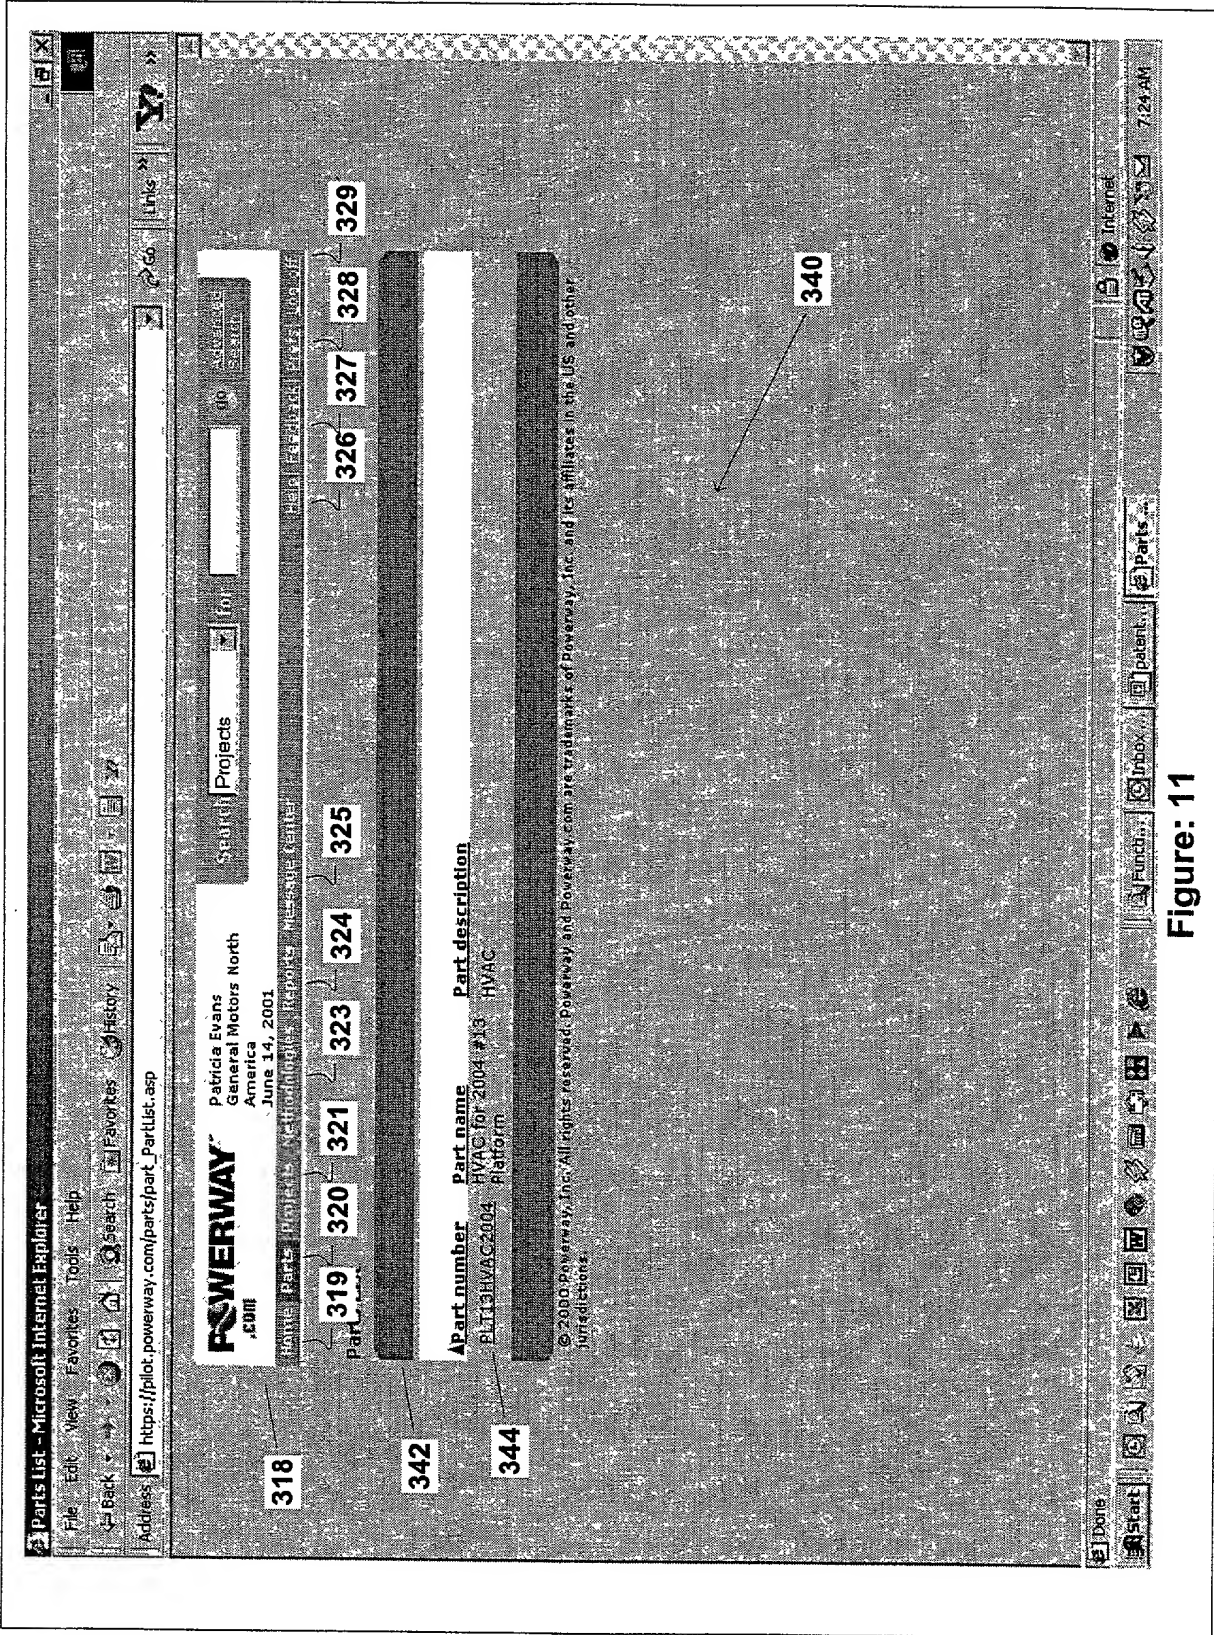 Parts List - Microsoft Internet Explorer
File Edit View Favorites Tools Help
Back Search Favorites History
Address https://pilot.powerway.com/parts/part_PartList.asp Go Links »
POWERWAY
.com
Patricia Evans
General Motors North
America
June 14, 2001
Search Projects for go Advanced
Search
Home Parts Projects Methodologies Reports Message Center Help Feedback Prefs Log off
318
319 320 321 323 324 325 326 327 328 329
342
▲Part number Part name Part description
PLT13HVAC2004 HVAC for 2004 #13 HVAC
Platform
344
© 2000 Powerway, Inc. All rights reserved. Powerway and Powerway.com are trademarks of Powerway, Inc. and its affiliates in the US and other
jurisdictions.
340
Done Internet
Start Functi... Inbox... patent... Parts ... 7:24 AM
Figure: 11